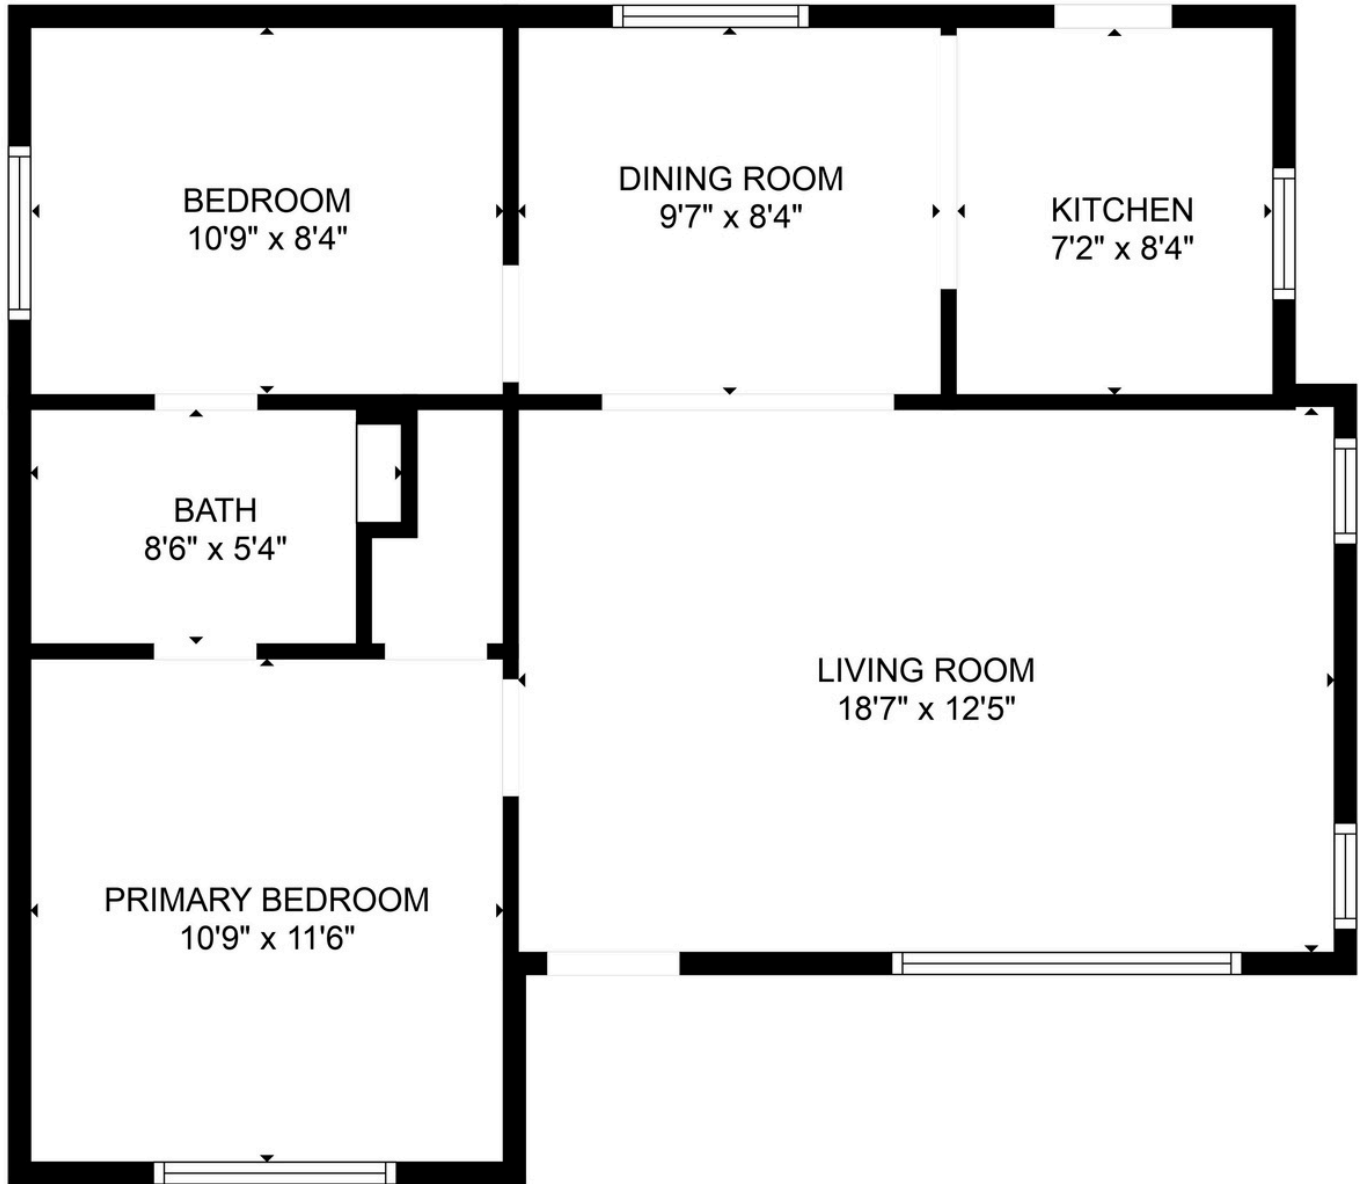 BEDROOM
10'9" x 8'4"
DINING ROOM
9'7" x 8'4"
KITCHEN
7'2" x 8'4"
BATH
8'6" x 5'4"
LIVING ROOM
18'7" x 12'5"
PRIMARY BEDROOM
10'9" x 11'6"